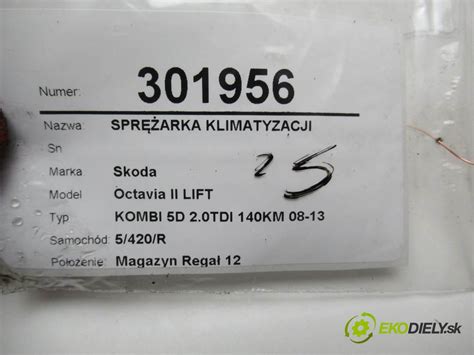 Numer: 301956
Nazwa: SPRĘŻARKA KLIMATYZACJI
Sn
Marka Skoda
25
Model Octavia II LIFT
Typ KOMBI 5D 2.0TDI 140KM 08-13
Samochód: 5/420/R
Położenie: Magazyn Regał 12
EKODIELY.sk